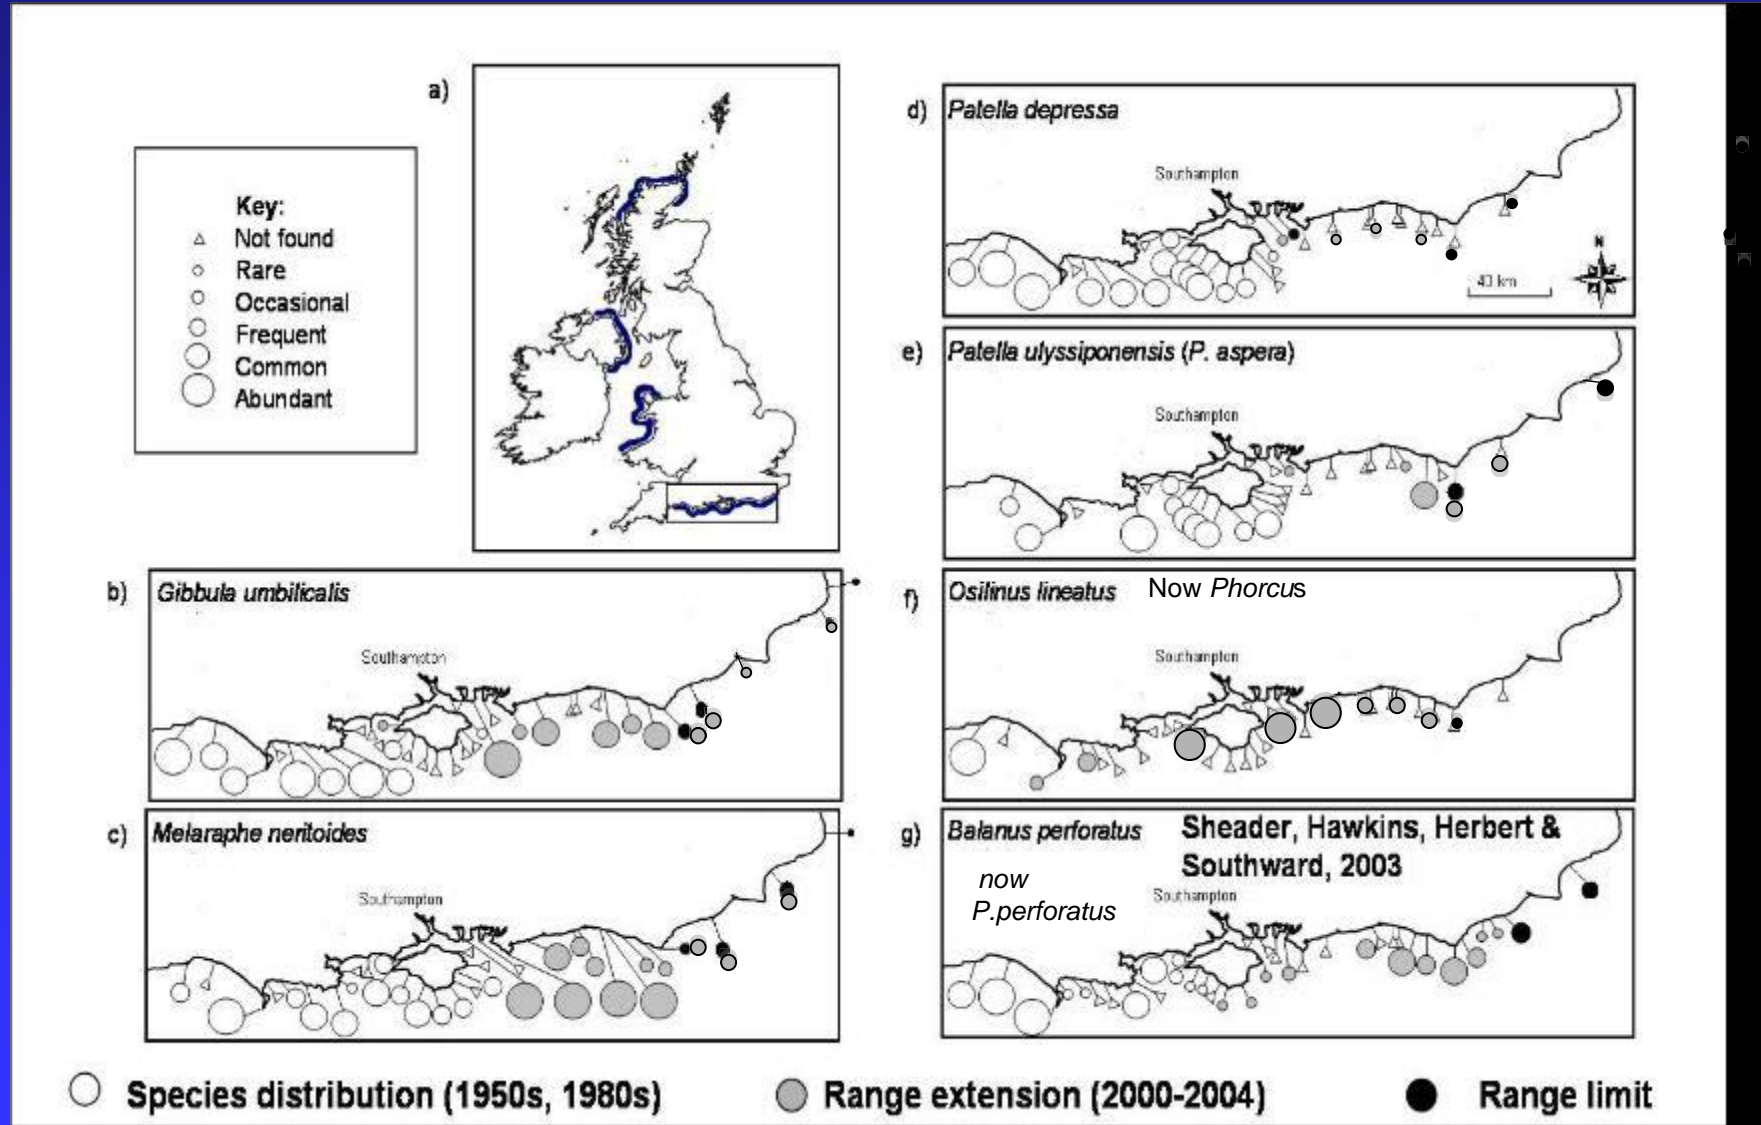 a)
Key:
Not found
Rare
Occasional
Frequent
Common
Abundant
b) Gibbula umbilicalis
Southampton
c) Melaraphe neritoides
Southampton
d) Patella depressa
Southampton
N
40 km
e) Patella ulyssiponensis (P. aspera)
Southampton
f) Osilinus lineatus Now Phorcus
Southampton
g) Balanus perforatus Sheader, Hawkins, Herbert &
Southward, 2003
now
P.perforatus
Southampton
Species distribution (1950s, 1980s) Range extension (2000-2004) Range limit